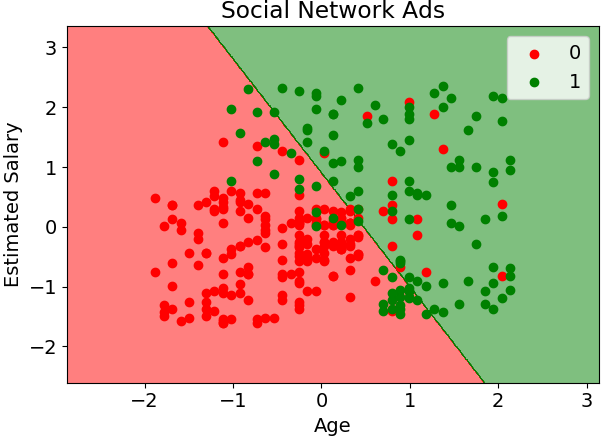 Social Network Ads
0
1
3
2
1
0
−1
−2
Estimated Salary
−2 −1 0 1 2 3
Age